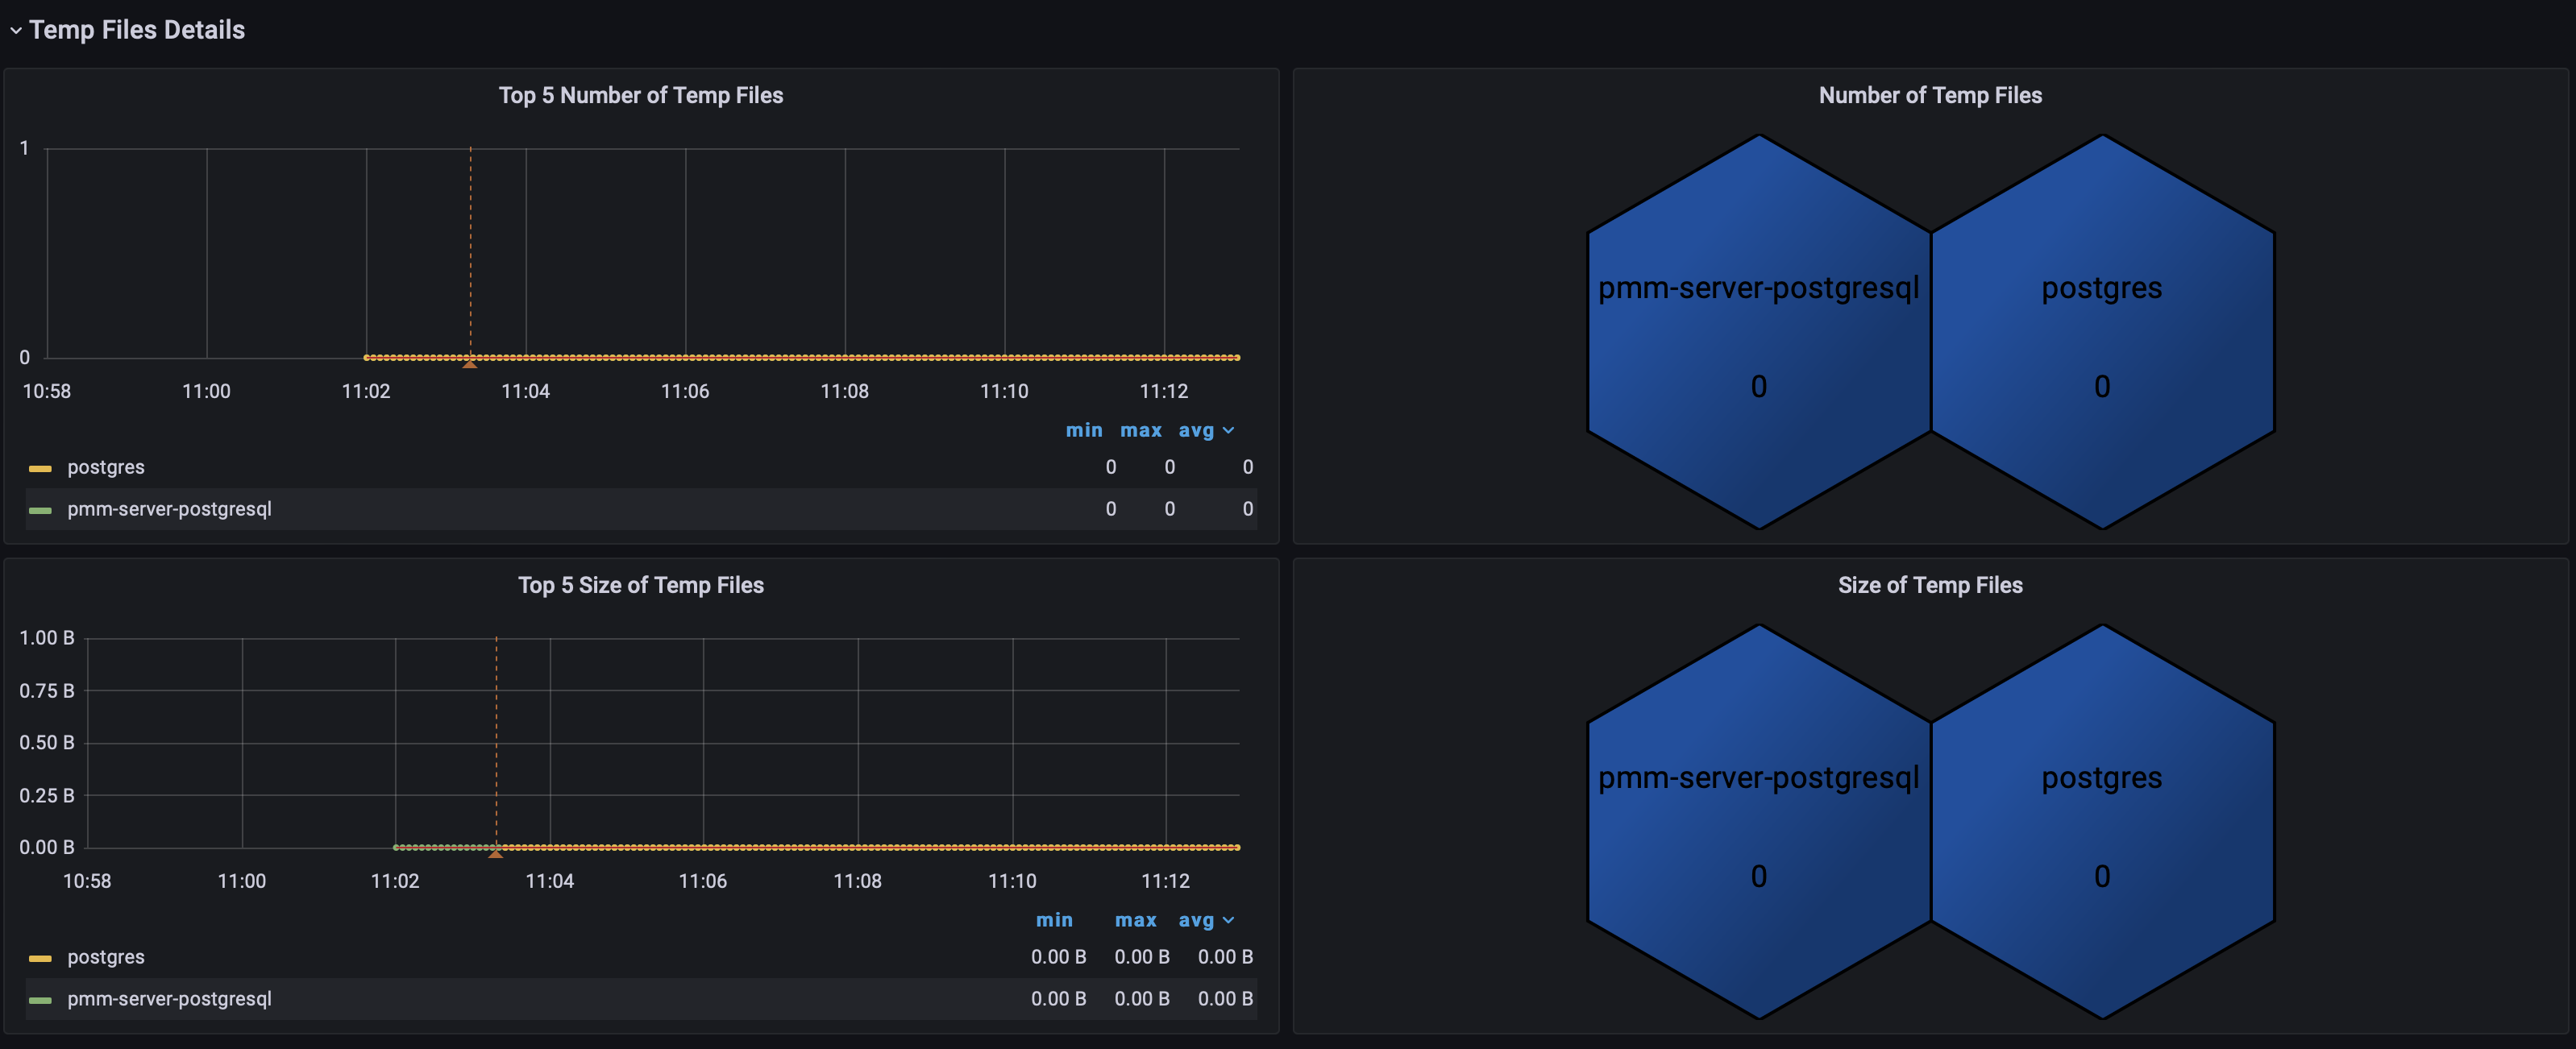 Temp Files Details
Top 5 Number of Temp Files
1
0
10:58 11:00 11:02 11:04 11:06 11:08 11:10 11:12
min max avg
postgres 0 0 0
pmm-server-postgresql 0 0 0
Number of Temp Files
pmm-server-postgresql postgres
0 0
Top 5 Size of Temp Files
1.00 B
0.75 B
0.50 B
0.25 B
0.00 B
10:58 11:00 11:02 11:04 11:06 11:08 11:10 11:12
min max avg
postgres 0.00 B 0.00 B 0.00 B
pmm-server-postgresql 0.00 B 0.00 B 0.00 B
Size of Temp Files
pmm-server-postgresql postgres
0 0